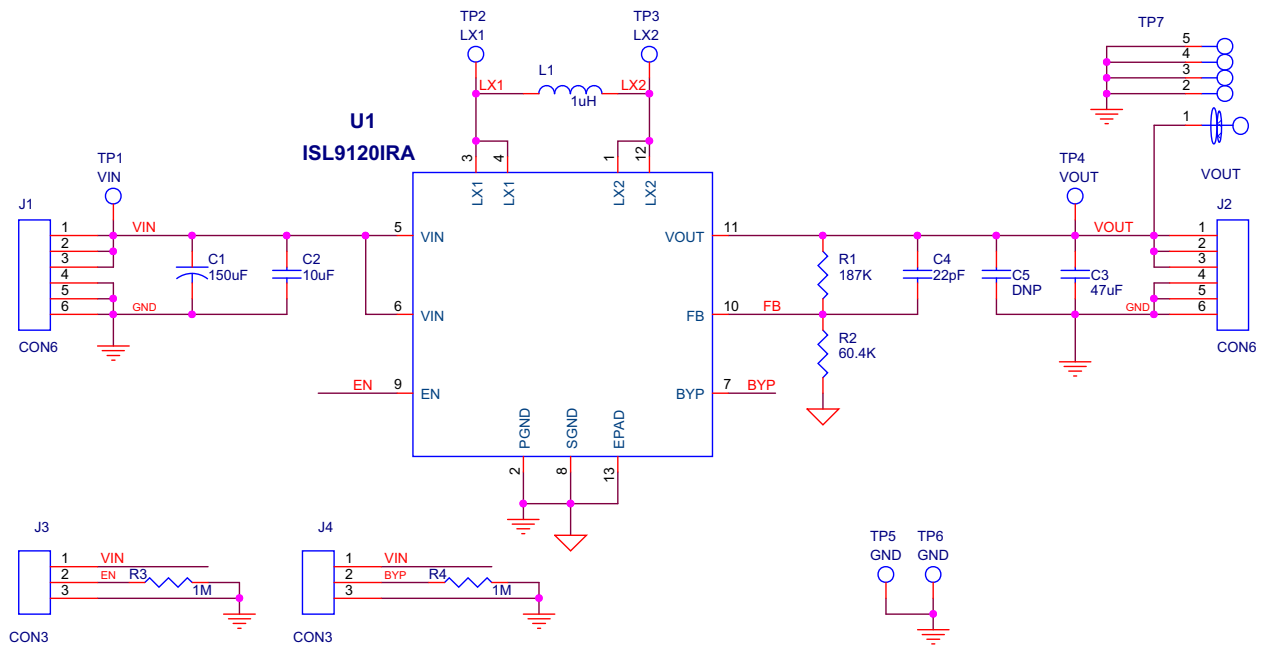 TP2
LX1
TP3
LX2
TP7
5
4
3
2
1
VOUT
LX1
L1
1uH
LX2
U1
ISL9120IRA
3
4
1
12
LX1
LX1
LX2
LX2
TP1
VIN
TP4
VOUT
J1
1
2
3
4
5
6
CON6
VIN
GND
C1
150uF
C2
10uF
5
VIN
6
VIN
9
EN
EN
VOUT
11
FB
10
FB
BYP
7
BYP
PGND
SGND
EPAD
2
8
13
R1
187K
R2
60.4K
C4
22pF
C5
DNP
C3
47uF
VOUT
GND
J2
1
2
3
4
5
6
CON6
J3
1
2
3
CON3
VIN
EN
R3
1M
J4
1
2
3
CON3
VIN
BYP
R4
1M
TP5
GND
TP6
GND